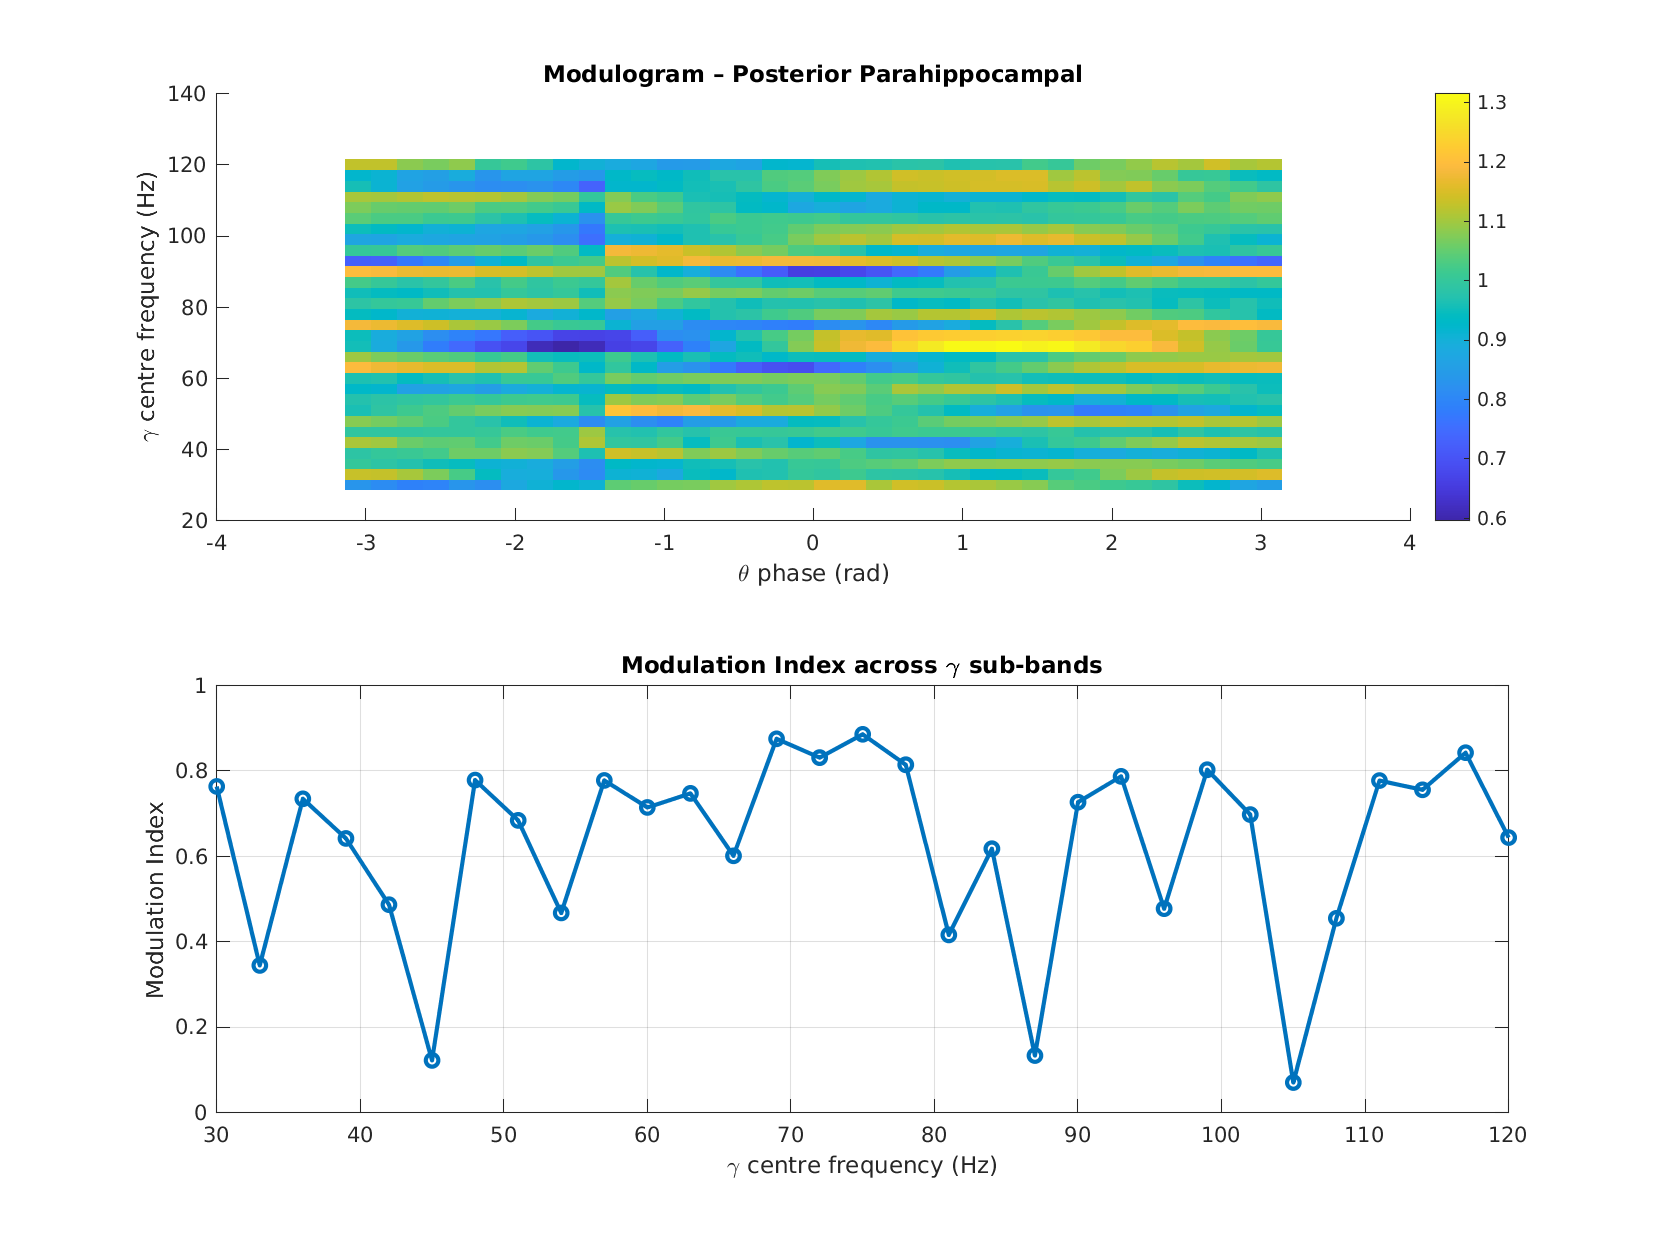 Modulogram – Posterior Parahippocampal
140
120
100
80
60
40
20
γ centre frequency (Hz)
-4 -3 -2 -1 0 1 2 3 4
θ phase (rad)
1.3
1.2
1.1
1
0.9
0.8
0.7
0.6
Modulation Index across γ sub-bands
1
0.8
0.6
0.4
0.2
0
Modulation Index
30 40 50 60 70 80 90 100 110 120
γ centre frequency (Hz)